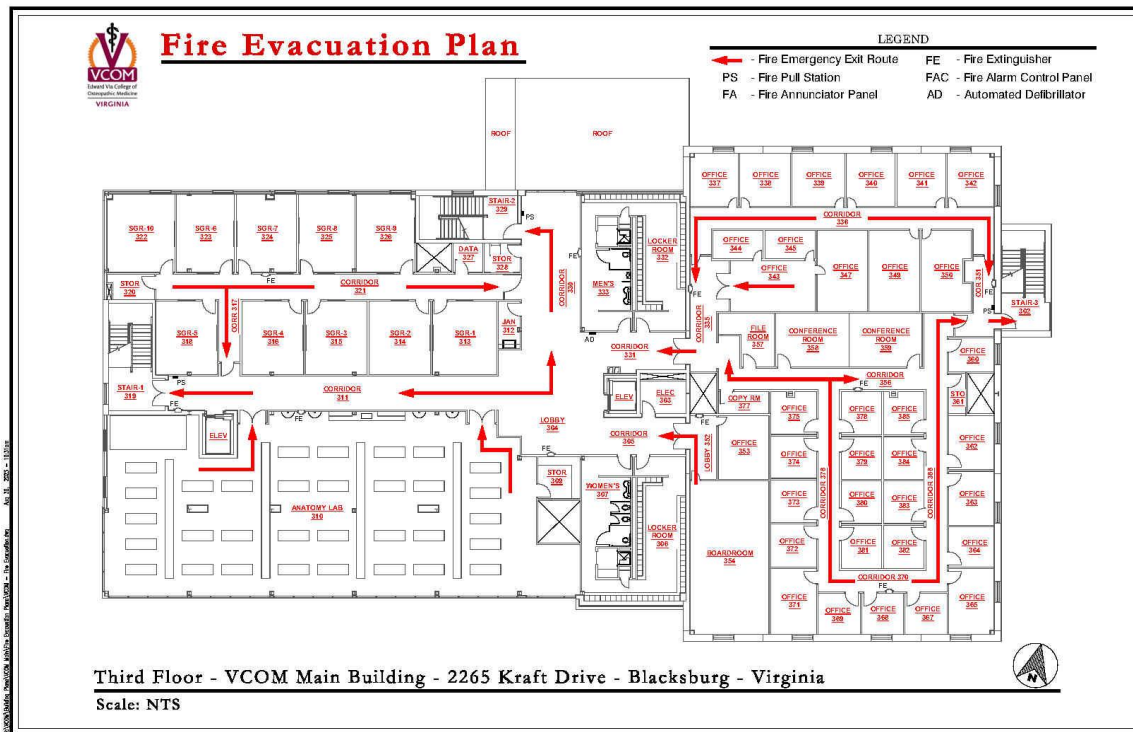 Fire Evacuation Plan
VCOM
Edward Via College of
Osteopathic Medicine
VIRGINIA
LEGEND
- Fire Emergency Exit Route
FE - Fire Extinguisher
PS - Fire Pull Station
FAC - Fire Alarm Control Panel
FA - Fire Annunciator Panel
AD - Automated Defibrillator
ROOF
ROOF
OFFICE
337
OFFICE
338
OFFICE
339
OFFICE
340
OFFICE
341
OFFICE
342
SGR-10
322
SGR-6
323
SGR-7
324
SGR-8
325
SGR-9
326
STAIR-2
329
PS
DATA
327
STOR
328
LOCKER
ROOM
332
MEN'S
333
CORRIDOR
336
OFFICE
344
OFFICE
345
OFFICE
343
OFFICE
347
OFFICE
349
OFFICE
350
COR 351
FE
PS
STAIR-3
302
STOR
320
FE
CORRIDOR
321
CORR 317
CORRIDOR
330
FE
CORRIDOR
335
SGR-5
318
SGR-4
316
SGR-3
315
SGR-2
314
SGR-1
313
JAN
312
AD
CORRIDOR
331
FILE
ROOM
357
CONFERENCE
ROOM
358
CONFERENCE
ROOM
359
OFFICE
360
STAIR-1
319
PS
FE
CORRIDOR
311
ELEV
ELEC
363
COPY RM
377
CORRIDOR
356
FE
STO
361
ELEV
LOBBY
304
FE
CORRIDOR
305
FE
LOBBY 352
OFFICE
353
OFFICE
375
OFFICE
378
OFFICE
385
OFFICE
362
OFFICE
374
OFFICE
379
OFFICE
384
CORRIDOR 376
STOR
309
WOMEN'S
307
LOCKER
ROOM
306
ANATOMY LAB
310
OFFICE
373
OFFICE
380
OFFICE
383
OFFICE
363
OFFICE
372
OFFICE
381
OFFICE
382
OFFICE
364
BOARDROOM
354
CORRIDOR 370
FE
OFFICE
371
OFFICE
369
OFFICE
368
OFFICE
367
OFFICE
365
N
Third Floor - VCOM Main Building - 2265 Kraft Drive - Blacksburg - Virginia
Scale: NTS